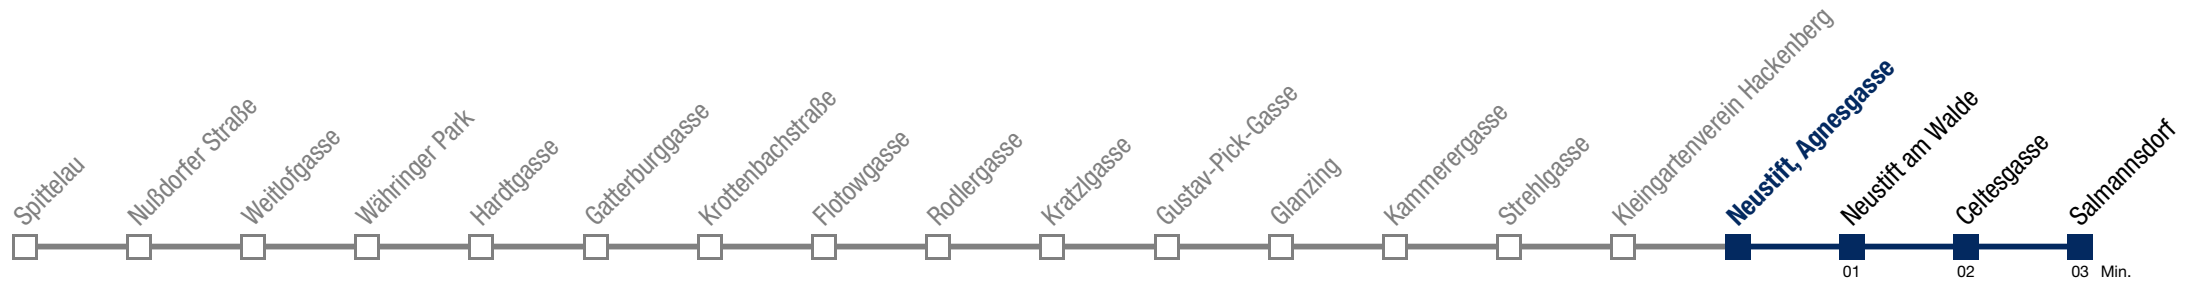 Spittelau
Nußdorfer Straße
Weitlofgasse
Währinger Park
Hardtgasse
Gatterburggasse
Krottenbachstraße
Flotowgasse
Rodlergasse
Kratzlgasse
Gustav-Pick-Gasse
Glanzing
Kammerergasse
Strehlgasse
Kleingartenverein Hackenberg
Neustift, Agnesgasse
Neustift am Walde
Celtesgasse
Salmannsdorf
01 02 03 Min.